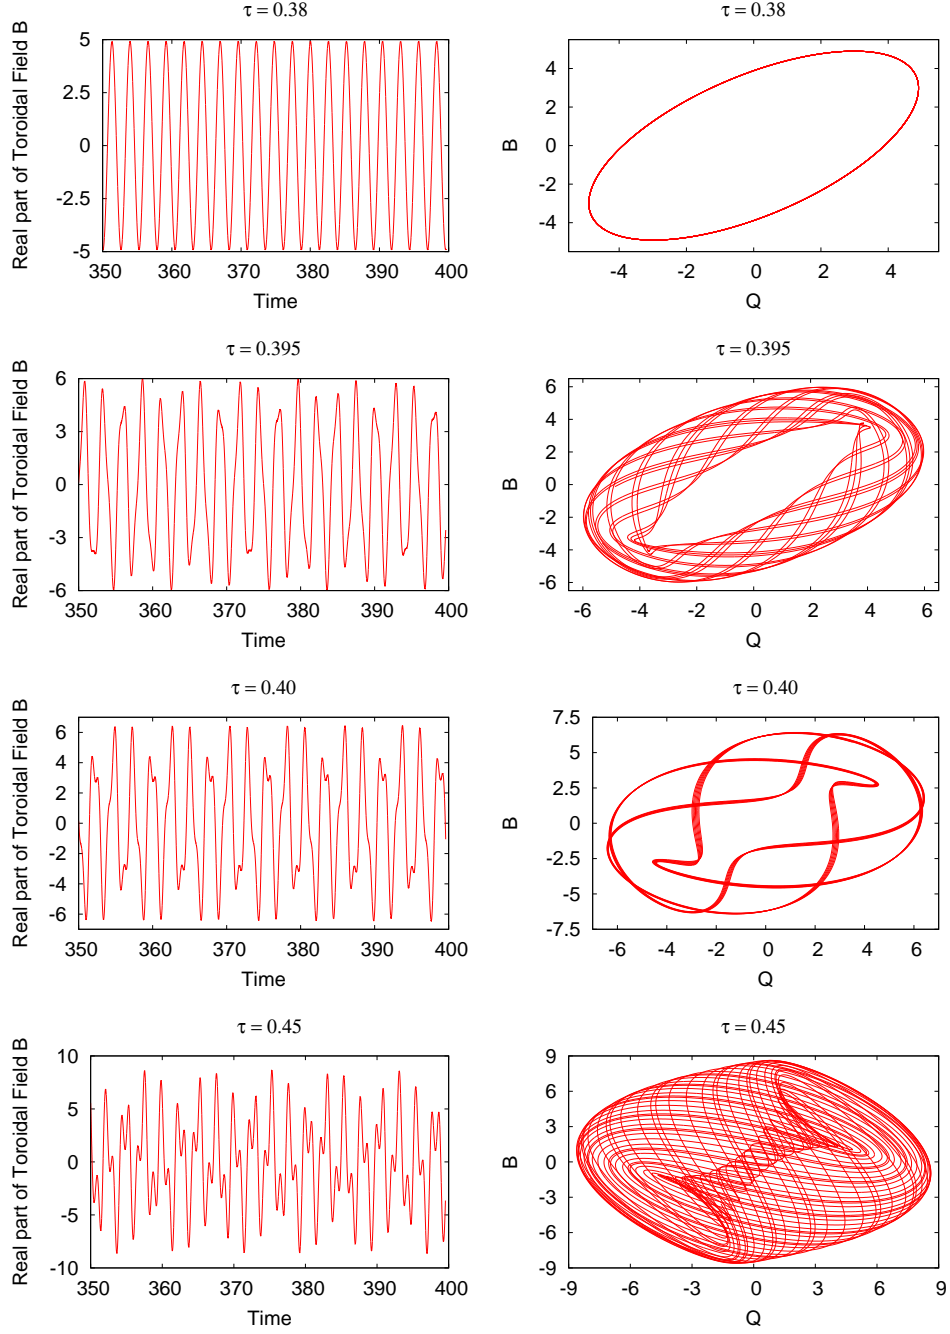 τ = 0.38
Real part of Toroidal Field B
5
2.5
0
-2.5
-5
350 360 370 380 390 400
Time
τ = 0.38
B
4
2
0
-2
-4
-4 -2 0 2 4
Q
τ = 0.395
Real part of Toroidal Field B
6
3
0
-3
-6
350 360 370 380 390 400
Time
τ = 0.395
B
6
4
2
0
-2
-4
-6
-6 -4 -2 0 2 4 6
Q
τ = 0.40
Real part of Toroidal Field B
6
4
2
0
-2
-4
-6
350 360 370 380 390 400
Time
τ = 0.40
B
7.5
5
2.5
0
-2.5
-5
-7.5
-6 -4 -2 0 2 4 6
Q
τ = 0.45
Real part of Toroidal Field B
10
5
0
-5
-10
350 360 370 380 390 400
Time
τ = 0.45
B
9
6
3
0
-3
-6
-9
-9 -6 -3 0 3 6 9
Q